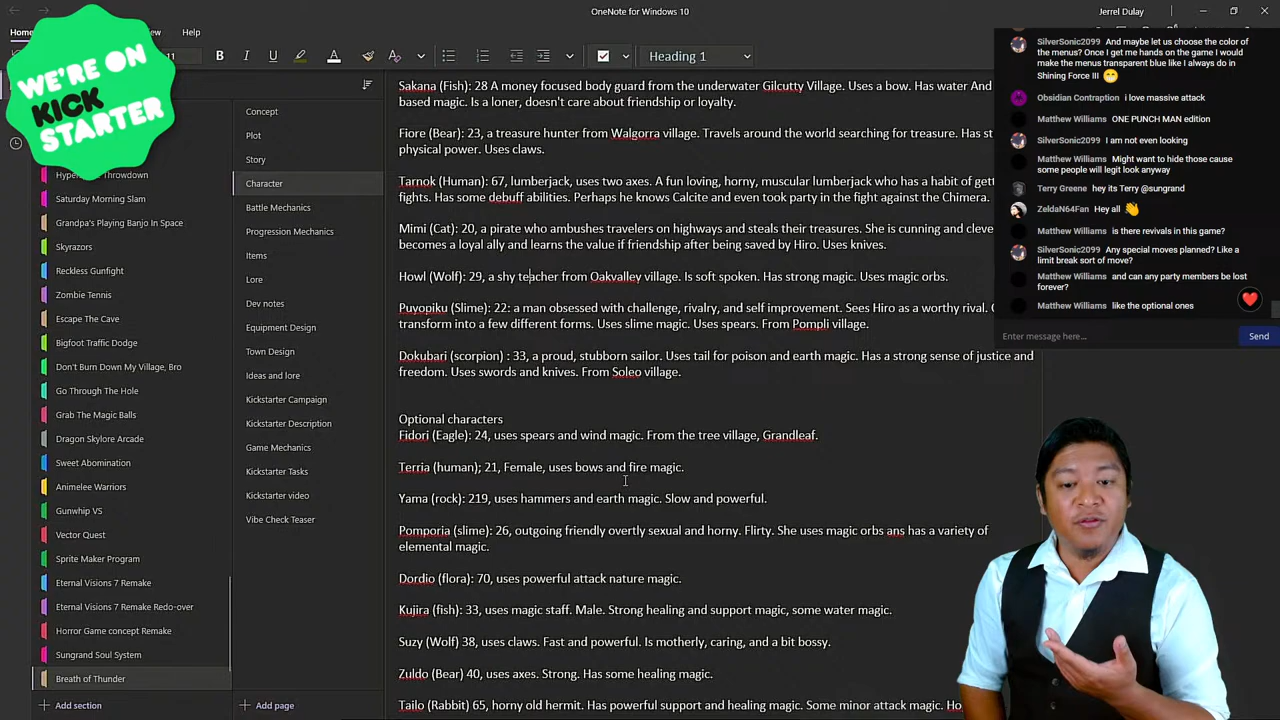 OneNote for Windows 10
Jerrel Dulay
WE'RE ON
KICK
STARTER
B I U A
Heading 1
Hyper
Throwdown
Saturday Morning Slam
Grandpa's Playing Banjo In Space
Skyrazors
Reckless Gunfight
Zombie Tennis
Escape The Cave
Bigfoot Traffic Dodge
Don't Burn Down My Village, Bro
Go Through The Hole
Grab The Magic Balls
Dragon Skylore Arcade
Sweet Abomination
Animelee Warriors
Gunwhip VS
Vector Quest
Sprite Maker Program
Eternal Visions 7 Remake
Eternal Visions 7 Remake Redo-over
Horror Game concept Remake
Sungrand Soul System
Breath of Thunder
Add section
Concept
Plot
Story
Character
Battle Mechanics
Progression Mechanics
Items
Lore
Dev notes
Equipment Design
Town Design
Ideas and lore
Kickstarter Campaign
Kickstarter Description
Game Mechanics
Kickstarter Tasks
Kickstarter video
Vibe Check Teaser
Add page
Sakana (Fish): 28 A money focused body guard from the underwater Gilcutty Village. Uses a bow. Has water And
based magic. Is a loner, doesn't care about friendship or loyalty.
Fiore (Bear): 23, a treasure hunter from Walgorra village. Travels around the world searching for treasure. Has st
physical power. Uses claws.
Tarnok (Human): 67, lumberjack, uses two axes. A fun loving, horny, muscular lumberjack who has a habit of gett
fights. Has some debuff abilities. Perhaps he knows Calcite and even took party in the fight against the Chimera.
Mimi (Cat): 20, a pirate who ambushes travelers on highways and steals their treasures. She is cunning and cleve
becomes a loyal ally and learns the value if friendship after being saved by Hiro. Uses knives.
Howl (Wolf): 29, a shy teacher from Oakvalley village. Is soft spoken. Has strong magic. Uses magic orbs.
Puyopiku (Slime): 22: a man obsessed with challenge, rivalry, and self improvement. Sees Hiro as a worthy rival.
transform into a few different forms. Uses slime magic. Uses spears. From Pompli village.
Dokubari (scorpion) : 33, a proud, stubborn sailor. Uses tail for poison and earth magic. Has a strong sense of justice and
freedom. Uses swords and knives. From Soleo village.
Optional characters
Fidori (Eagle): 24, uses spears and wind magic. From the tree village, Grandleaf.
Terria (human); 21, Female, uses bows and fire magic.
Yama (rock): 219, uses hammers and earth magic. Slow and powerful.
Pomporia (slime): 26, outgoing friendly overtly sexual and horny. Flirty. She uses magic orbs ans has a variety of
elemental magic.
Dordio (flora): 70, uses powerful attack nature magic.
Kujira (fish): 33, uses magic staff. Male. Strong healing and support magic, some water magic.
Suzy (Wolf) 38, uses claws. Fast and powerful. Is motherly, caring, and a bit bossy.
Zuldo (Bear) 40, uses axes. Strong. Has some healing magic.
Tailo (Rabbit) 65, horny old hermit. Has powerful support and healing magic. Some minor attack magic. Ho
SilverSonic2099 And maybe let us choose the color of
the menus? Once I get me hands on the game I would
make the menus transparent blue like I always do in
Shining Force III 😁
Obsidian Contraption i love massive attack
Matthew Williams ONE PUNCH MAN edition
SilverSonic2099 I am not even looking
Matthew Williams Might want to hide those cause
some people will legit look anyway
Terry Greene hey its Terry @sungrand
ZeldaN64Fan Hey all 👋
Matthew Williams is there revivals in this game?
SilverSonic2099 Any special moves planned? Like a
limit break sort of move?
Matthew Williams and can any party members be lost
forever?
Matthew Williams like the optional ones
Enter message here...
Send